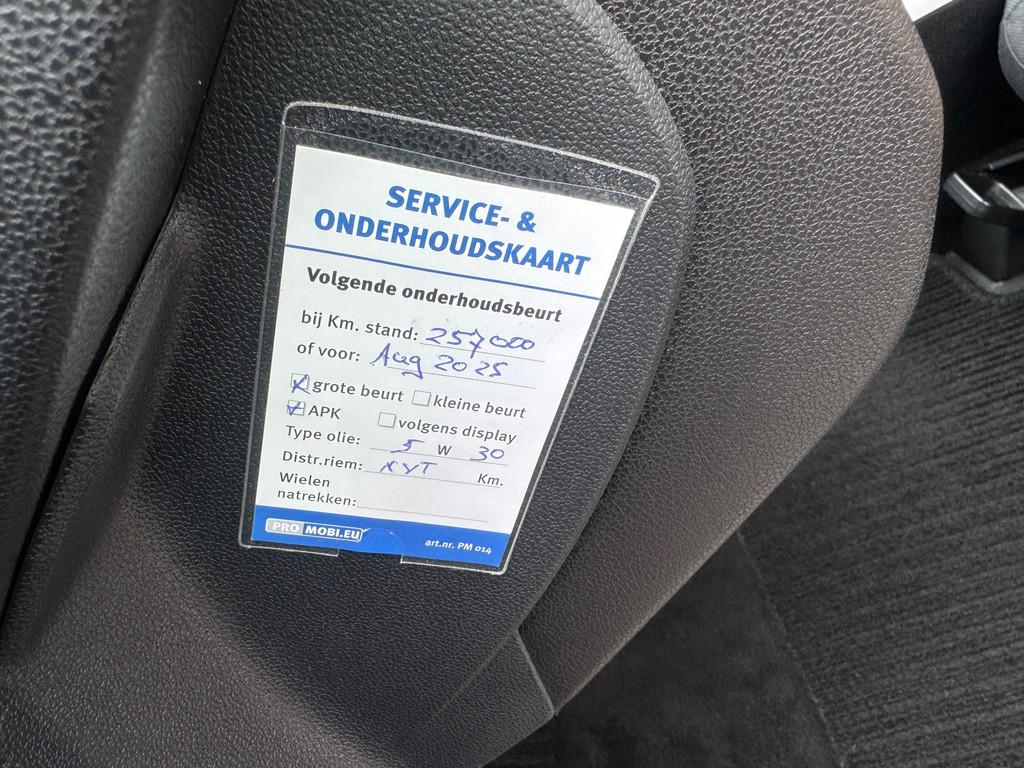 SERVICE- &
ONDERHOUDSKAART
Volgende onderhoudsbeurt
bij Km. stand: 257000
of voor: Aug 2025
grote beurt kleine beurt
APK volgens display
Type olie: 5 W 30
Distr.riem: Km.
Wielen
natrekken:
PRO MOBI.EU art.nr. PM 014